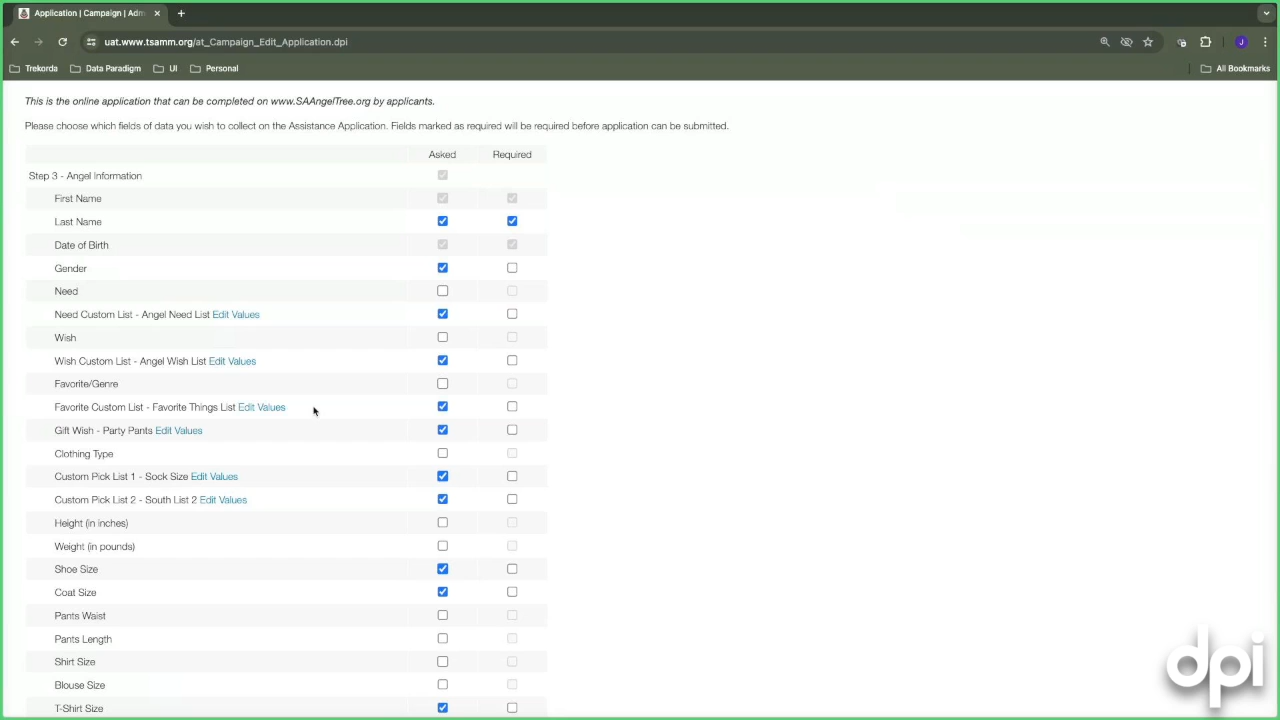 Application | Campaign | Adm
uat.www.tsamm.org/at_Campaign_Edit_Application.dpi
J
Trekorda
Data Paradigm
UI
Personal
All Bookmarks
This is the online application that can be completed on www.SAAngelTree.org by applicants.
Please choose which fields of data you wish to collect on the Assistance Application. Fields marked as required will be required before application can be submitted.
Asked Required
Step 3 - Angel Information
First Name
Last Name
Date of Birth
Gender
Need
Need Custom List - Angel Need List Edit Values
Wish
Wish Custom List - Angel Wish List Edit Values
Favorite/Genre
Favorite Custom List - Favorite Things List Edit Values
Gift Wish - Party Pants Edit Values
Clothing Type
Custom Pick List 1 - Sock Size Edit Values
Custom Pick List 2 - South List 2 Edit Values
Height (in inches)
Weight (in pounds)
Shoe Size
Coat Size
Pants Waist
Pants Length
Shirt Size
Blouse Size
T-Shirt Size
dpi